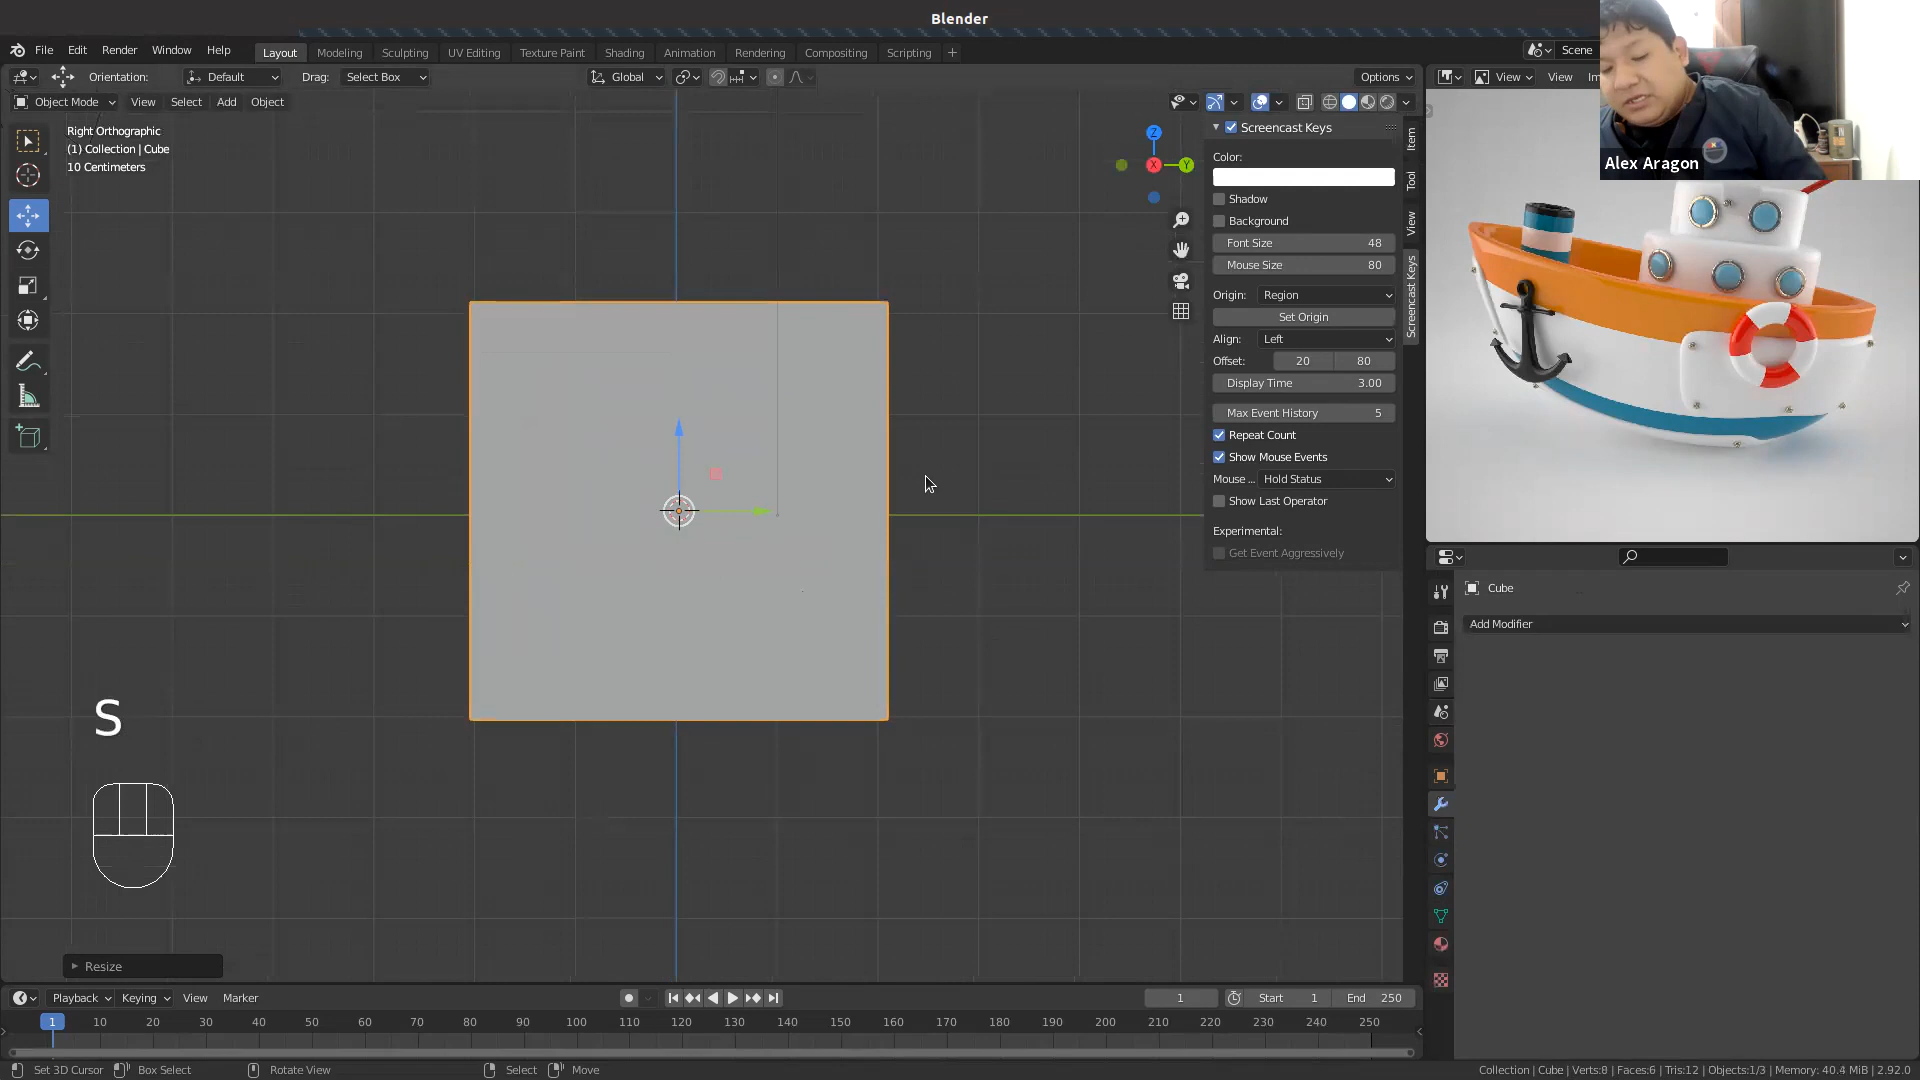 Blender
File Edit Render Window Help
Layout Modeling Sculpting UV Editing Texture Paint Shading Animation Rendering Compositing Scripting +
Scene
Orientation: Default Drag: Select Box Global Options
View View
Object Mode View Select Add Object
Right Orthographic
(1) Collection | Cube
10 Centimeters
Z
X
Y
Screencast Keys
Color:
Shadow
Background
Font Size 48
Mouse Size 80
Origin: Region
Set Origin
Align: Left
Offset: 20 80
Display Time 3.00
Max Event History 5
Repeat Count
Show Mouse Events
Mouse ... Hold Status
Show Last Operator
Experimental:
Get Event Aggressively
Item
Tool
View
Screencast Keys
Alex Aragon
Cube
Add Modifier
S
Resize
Playback Keying View Marker
1 Start 1 End 250
1 10 20 30 40 50 60 70 80 90 100 110 120 130 140 150 160 170 180 190 200 210 220 230 240 250
Set 3D Cursor Box Select Rotate View Select Move
Collection | Cube | Verts:8 | Faces:6 | Tris:12 | Objects:1/3 | Memory: 40.4 MiB | 2.92.0